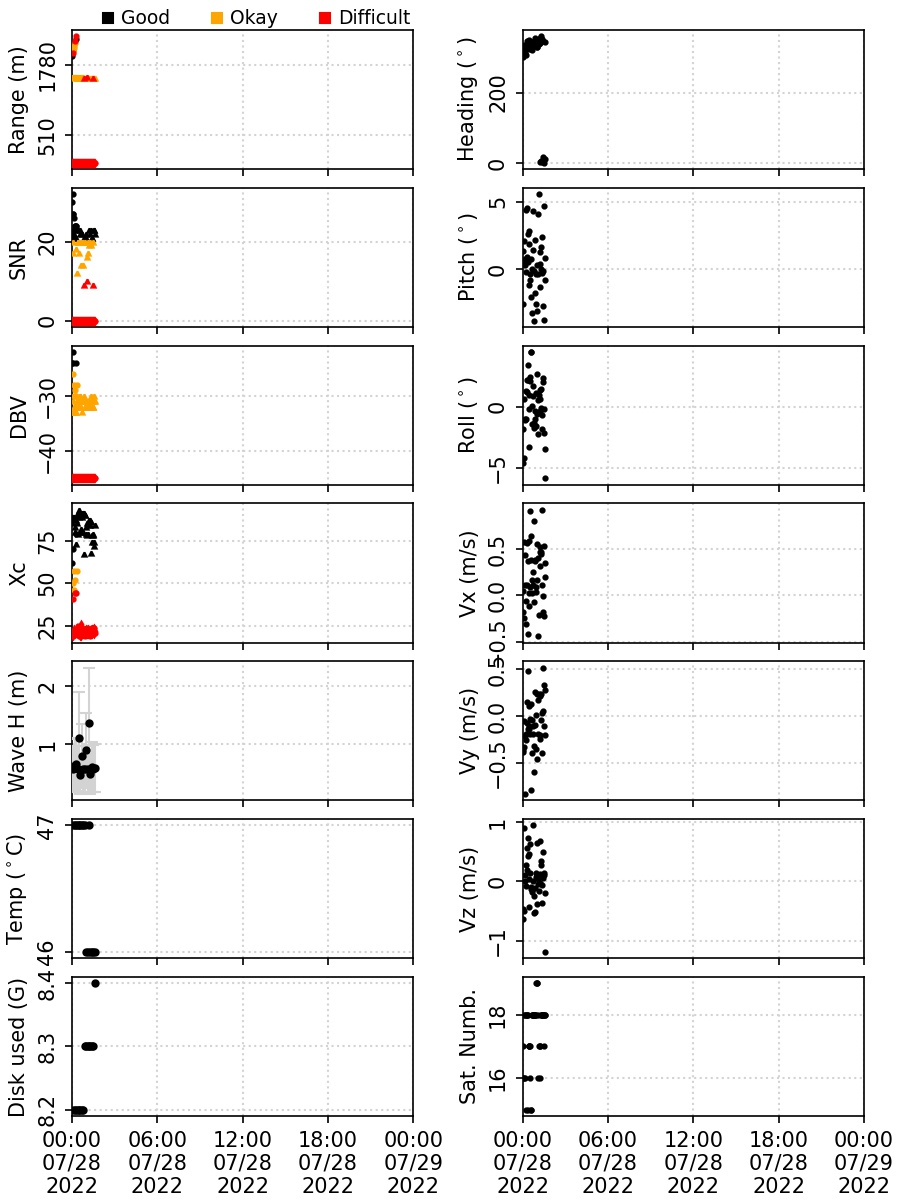 Good Okay Difficult
Range (m)
1780
510
Heading (°)
200
0
SNR
20
0
Pitch (°)
5
0
DBV
−30
−40
Roll (°)
0
−5
Xc
75
50
25
Vx (m/s)
0.5
0.0
−0.5
Wave H (m)
2
1
Vy (m/s)
0.5
0.0
−0.5
Temp (°C)
47
46
Vz (m/s)
1
0
−1
Disk used (G)
8.4
8.3
8.2
Sat. Numb.
18
16
00:00 06:00 12:00 18:00 00:00
07/28 07/28 07/28 07/28 07/29
2022 2022 2022 2022 2022
00:00 06:00 12:00 18:00 00:00
07/28 07/28 07/28 07/28 07/29
2022 2022 2022 2022 2022